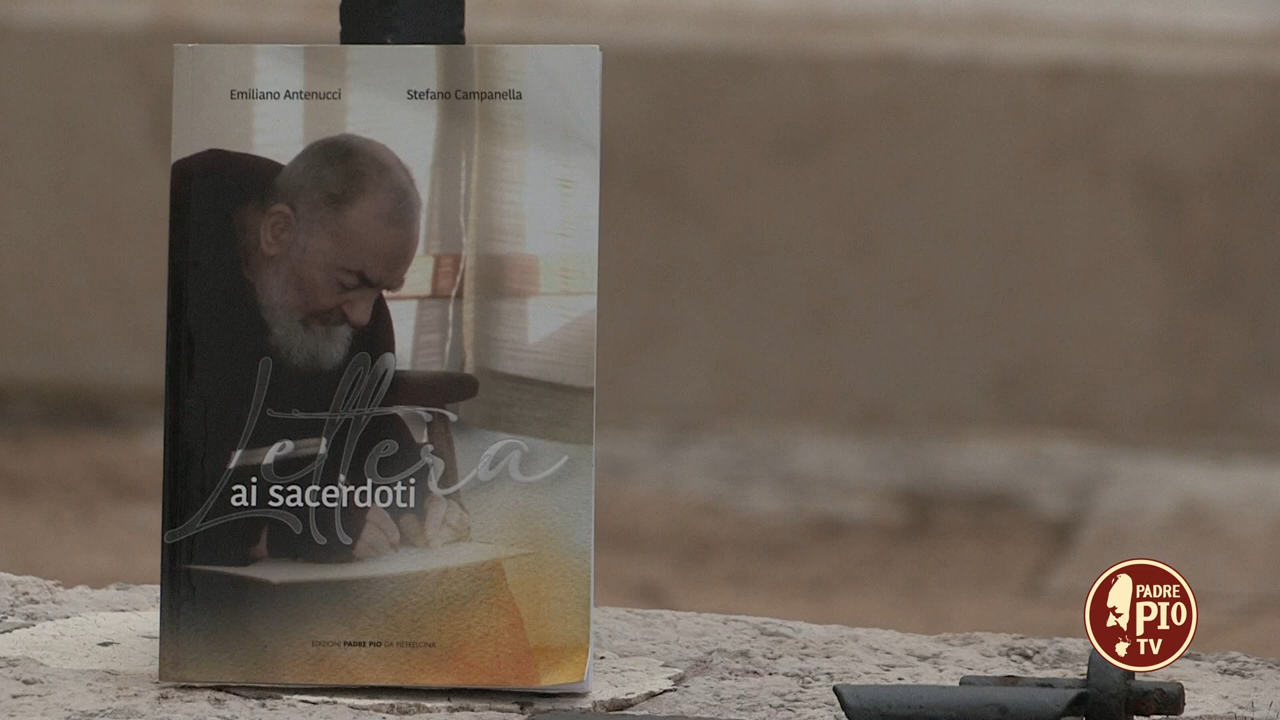 Emiliano Antenucci
Stefano Campanella
Lettera
ai sacerdoti
EDIZIONI PADRE PIO DA PIETRELCINA
PADRE
PIO
TV